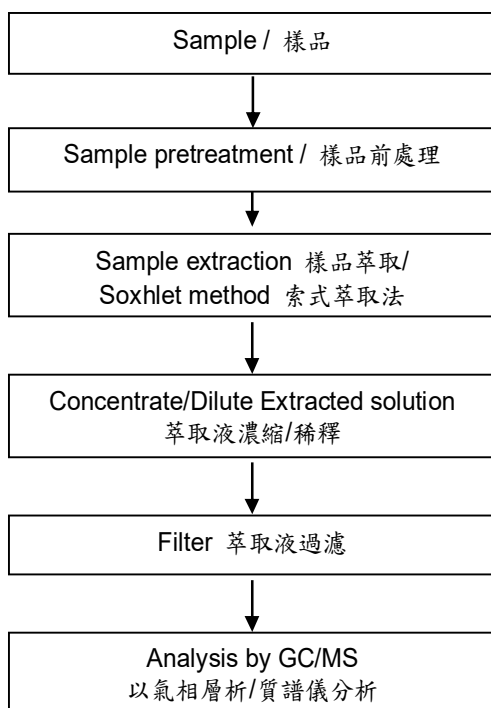 Sample / 樣品
Sample pretreatment / 樣品前處理
Sample extraction 樣品萃取/
Soxhlet method 索式萃取法
Concentrate/Dilute Extracted solution
萃取液濃縮/稀釋
Filter 萃取液過濾
Analysis by GC/MS
以氣相層析/質譜儀分析